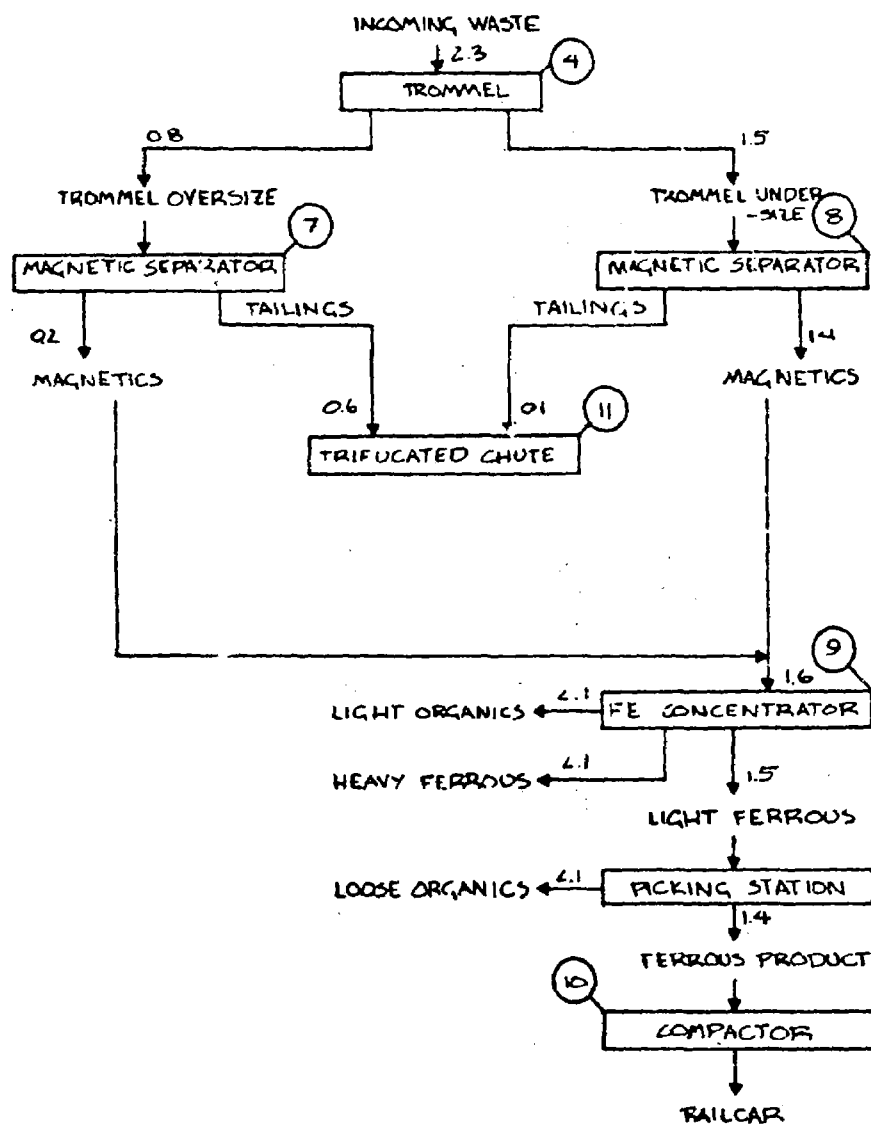 INCOMING WASTE
2.3
4
TROMMEL
0.8
1.5
TROMMEL OVERSIZE
TROMMEL UNDER
-SIZE
7
8
MAGNETIC SEPARATOR
MAGNETIC SEPARATOR
TAILINGS
TAILINGS
0.2
1.4
MAGNETICS
MAGNETICS
0.6
0.1
11
TRIFUCATED CHUTE
9
1.6
LIGHT ORGANICS
<.1
FE CONCENTRATOR
HEAVY FERROUS
<.1
1.5
LIGHT FERROUS
LOOSE ORGANICS
<.1
PICKING STATION
1.4
FERROUS PRODUCT
10
COMPACTOR
RAILCAR